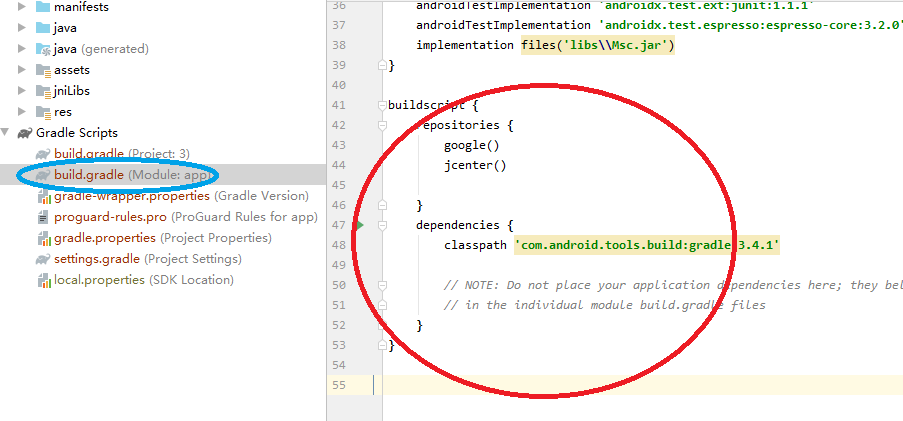 manifests
java
java (generated)
assets
jniLibs
res
Gradle Scripts
build.gradle (Project: 3)
build.gradle (Module: app)
gradle-wrapper.properties (Gradle Version)
proguard-rules.pro (ProGuard Rules for app)
gradle.properties (Project Properties)
settings.gradle (Project Settings)
local.properties (SDK Location)
36 androidTestImplementation 'androidx.test.ext:junit:1.1.1'
37 androidTestImplementation 'androidx.test.espresso:espresso-core:3.2.0'
38 implementation files('libs\\Msc.jar')
39 }
40
41 buildscript {
42 repositories {
43 google()
44 jcenter()
45
46 }
47 dependencies {
48 classpath 'com.android.tools.build:gradle:3.4.1'
49
50 // NOTE: Do not place your application dependencies here; they bel
51 // in the individual module build.gradle files
52 }
53 }
54
55